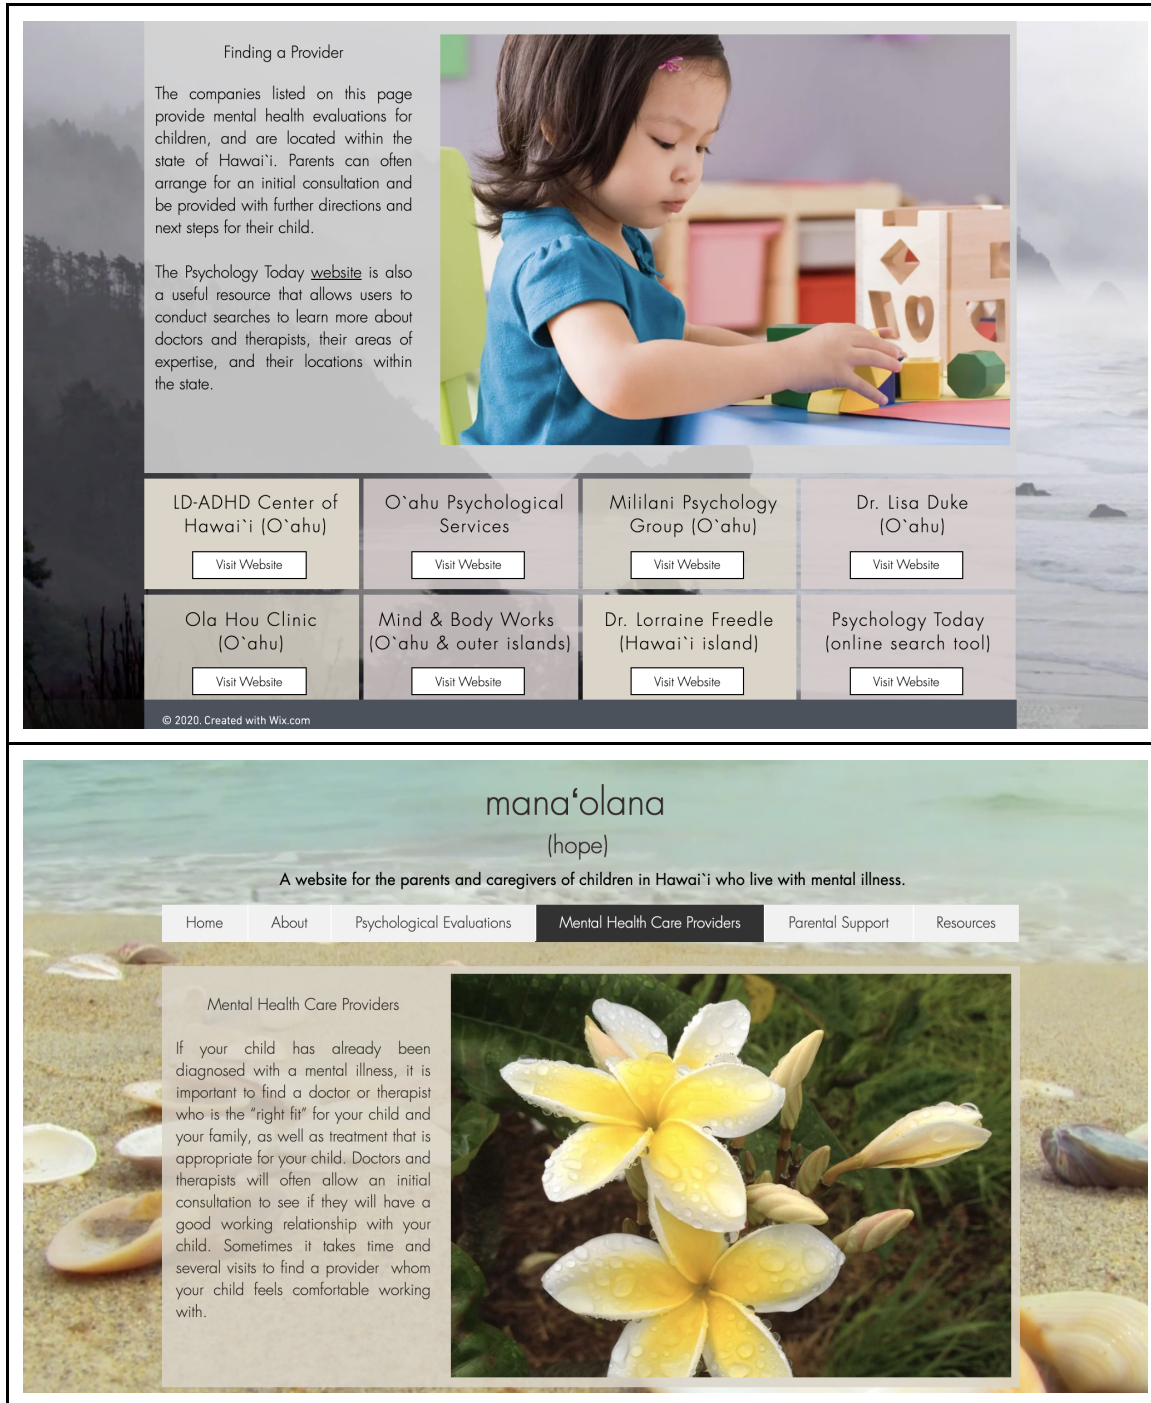 Finding a Provider
The companies listed on this page
provide mental health evaluations for
children, and are located within the
state of Hawai`i. Parents can often
arrange for an initial consultation and
be provided with further directions and
next steps for their child.
The Psychology Today website is also
a useful resource that allows users to
conduct searches to learn more about
doctors and therapists, their areas of
expertise, and their locations within
the state.
LD-ADHD Center of
Hawai`i (O`ahu)
Visit Website
O`ahu Psychological
Services
Visit Website
Mililani Psychology
Group (O`ahu)
Visit Website
Dr. Lisa Duke
(O`ahu)
Visit Website
Ola Hou Clinic
(O`ahu)
Visit Website
Mind & Body Works
(O`ahu & outer islands)
Visit Website
Dr. Lorraine Freedle
(Hawai`i island)
Visit Website
Psychology Today
(online search tool)
Visit Website
© 2020. Created with Wix.com
mana‘olana
(hope)
A website for the parents and caregivers of children in Hawai`i who live with mental illness.
Home About Psychological Evaluations Mental Health Care Providers Parental Support Resources
Mental Health Care Providers
If your child has already been
diagnosed with a mental illness, it is
important to find a doctor or therapist
who is the “right fit” for your child and
your family, as well as treatment that is
appropriate for your child. Doctors and
therapists will often allow an initial
consultation to see if they will have a
good working relationship with your
child. Sometimes it takes time and
several visits to find a provider whom
your child feels comfortable working
with.